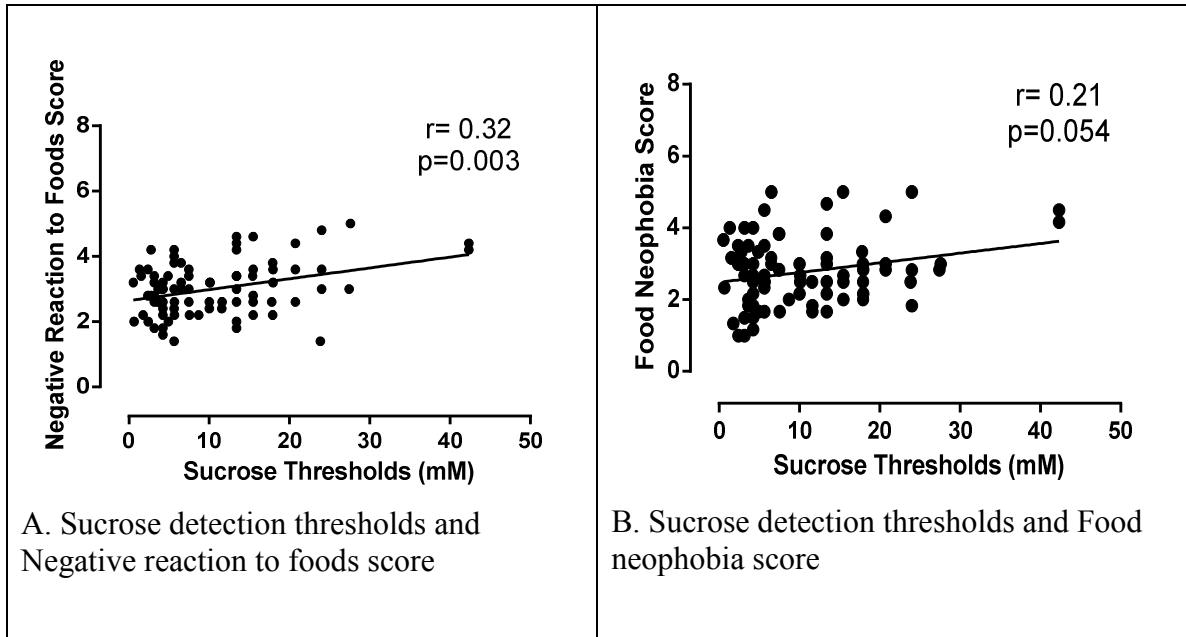 Negative Reaction to Foods Score
8
6
4
2
0
r= 0.32
p=0.003
0 10 20 30 40 50
Sucrose Thresholds (mM)
A. Sucrose detection thresholds and
Negative reaction to foods score
Food Neophobia Score
8
6
4
2
0
r= 0.21
p=0.054
0 10 20 30 40 50
Sucrose Thresholds (mM)
B. Sucrose detection thresholds and Food
neophobia score